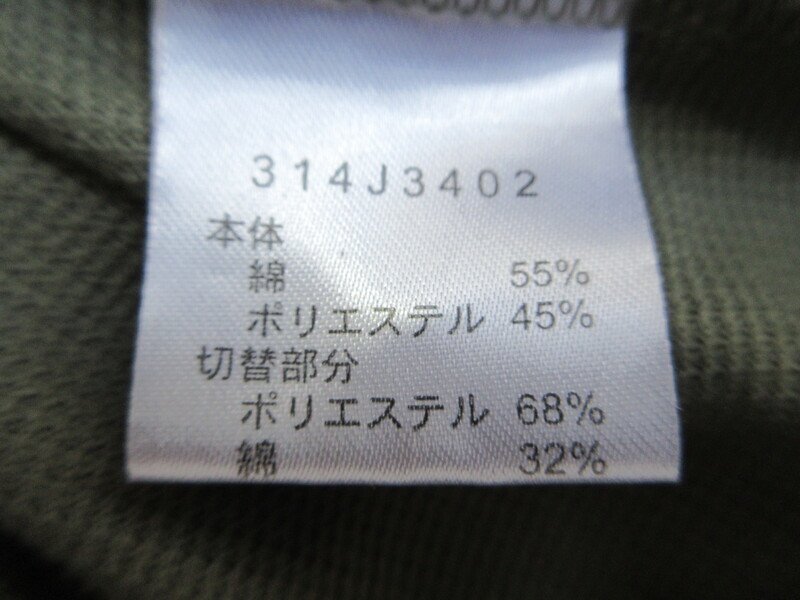 314J3402
本体
綿 55%
ポリエステル 45%
切替部分
ポリエステル 68%
綿 32%